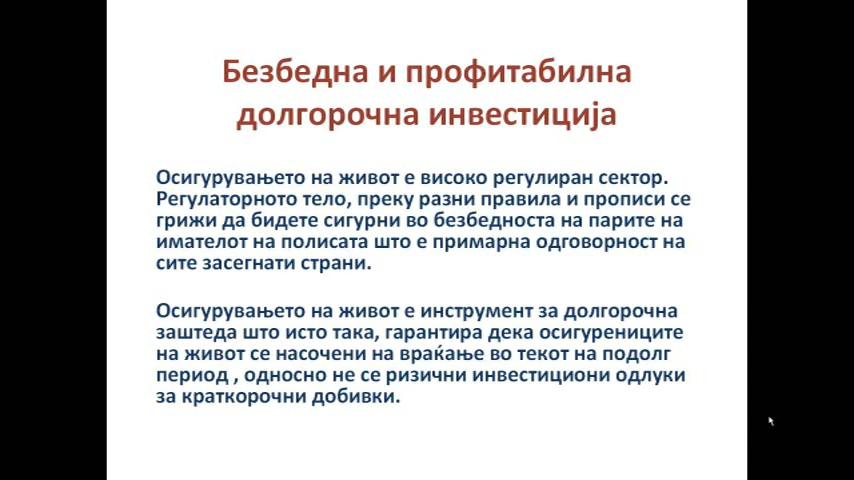 Безбедна и профитабилна
долгорочна инвестиција
Осигурувањето на живот е високо регулиран сектор.
Регулаторното тело, преку разни правила и прописи се
грижи да бидете сигурни во безбедноста на парите на
имателот на полисата што е примарна одговорност на
сите засегнати страни.
Осигурувањето на живот е инструмент за долгорочна
заштеда што исто така, гарантира дека осигурениците
на живот се насочени на враќање во текот на подолг
период , односно не се ризични инвестициони одлуки
за краткорочни добивки.